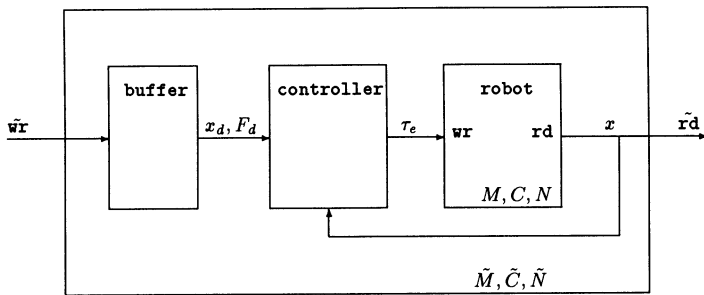 buffer controller robot
w̃r x_d, F_d τ_e wr rd x r̃d
M, C, N
M̃, C̃, Ñ